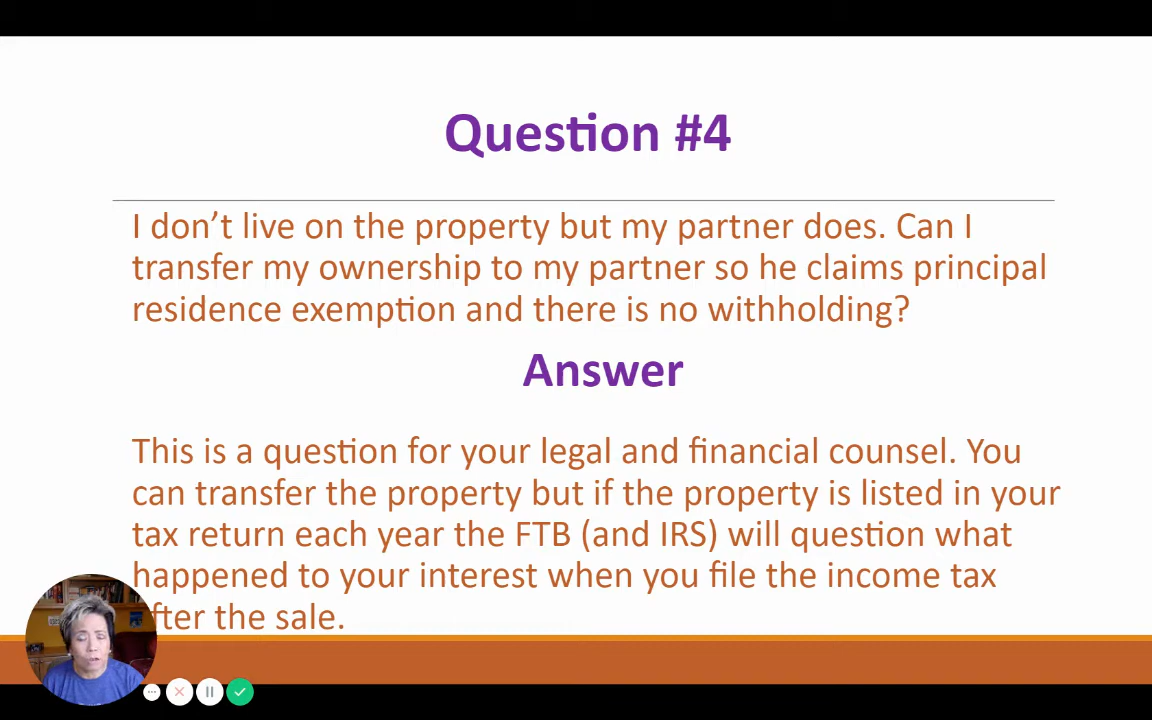 Question #4
I don’t live on the property but my partner does. Can I
transfer my ownership to my partner so he claims principal
residence exemption and there is no withholding?
Answer
This is a question for your legal and financial counsel. You
can transfer the property but if the property is listed in your
tax return each year the FTB (and IRS) will question what
happened to your interest when you file the income tax
after the sale.